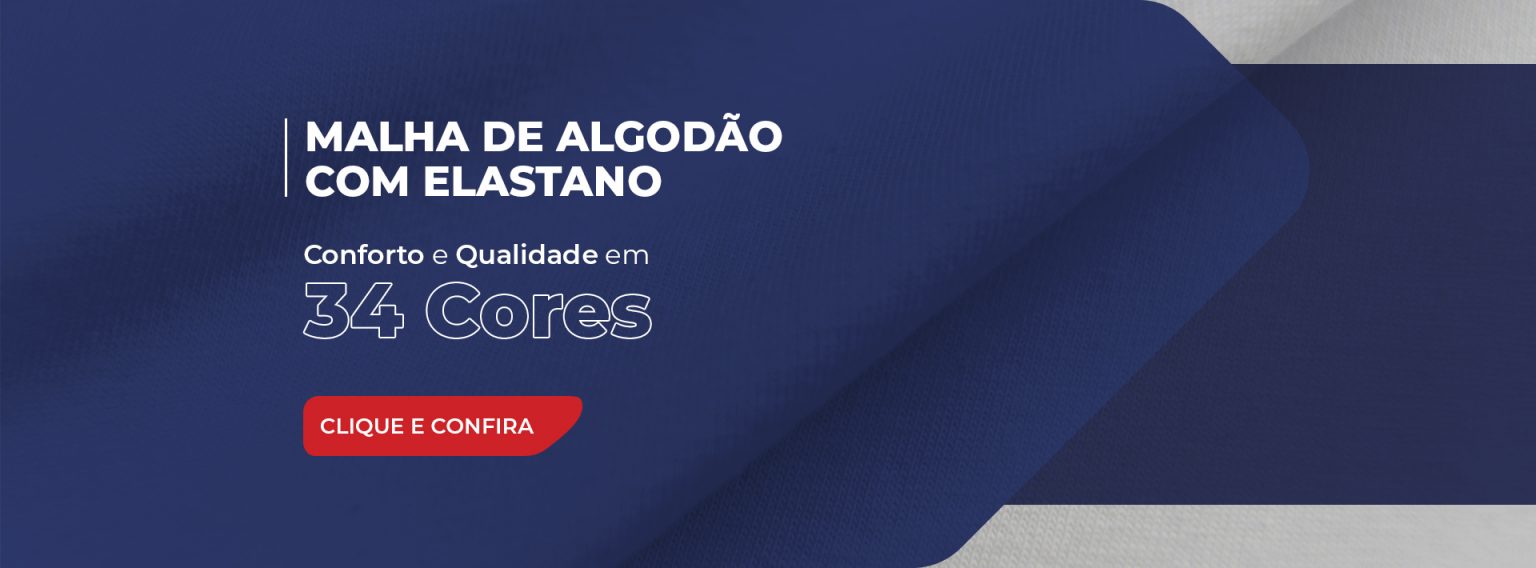 MALHA DE ALGODÃO
COM ELASTANO
Conforto e Qualidade em
34 Cores
CLIQUE E CONFIRA